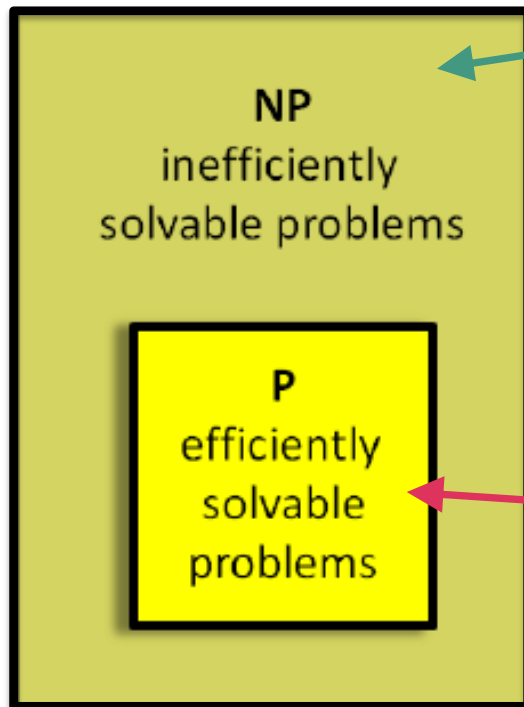 NP
inefficiently
solvable problems
P
efficiently
solvable
problems